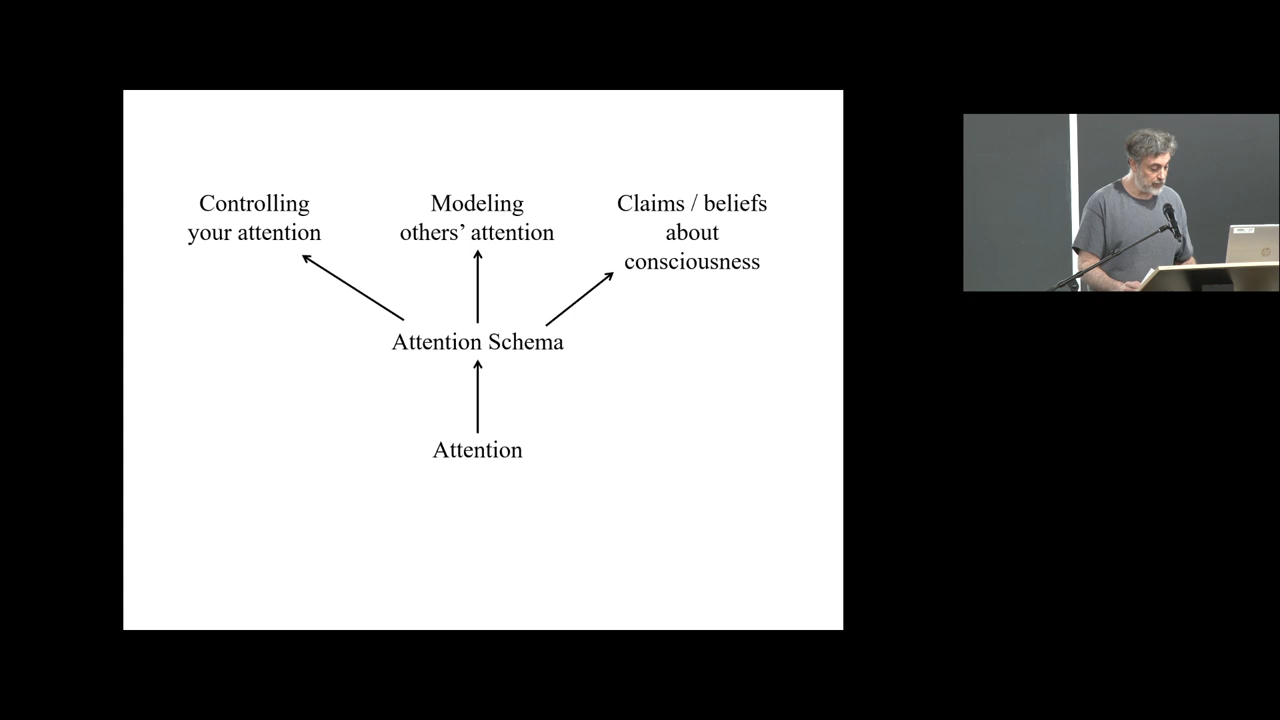 Controlling
your attention
Modeling
others’ attention
Claims / beliefs
about
consciousness
Attention Schema
Attention